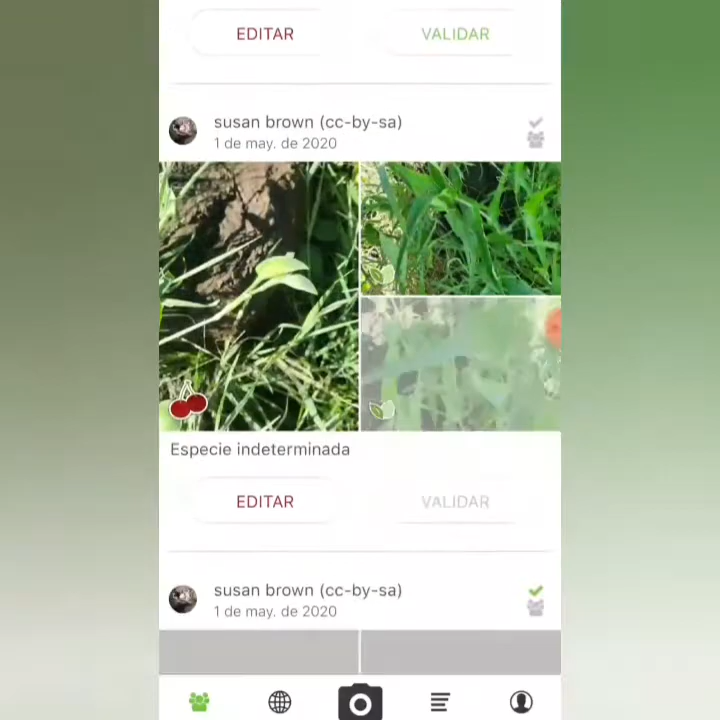 EDITAR VALIDAR
susan brown (cc-by-sa)
1 de may. de 2020
Especie indeterminada
EDITAR VALIDAR
susan brown (cc-by-sa)
1 de may. de 2020